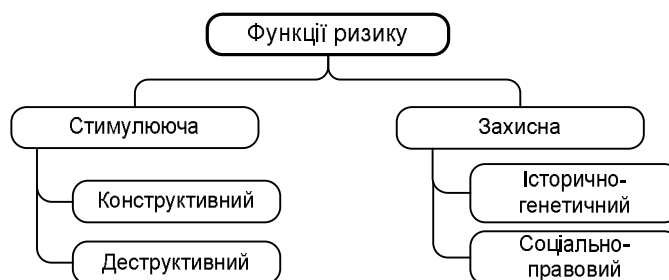 Функції ризику
Стимулююча
Захисна
Конструктивний
Деструктивний
Історично-
генетичний
Соціально-
правовий